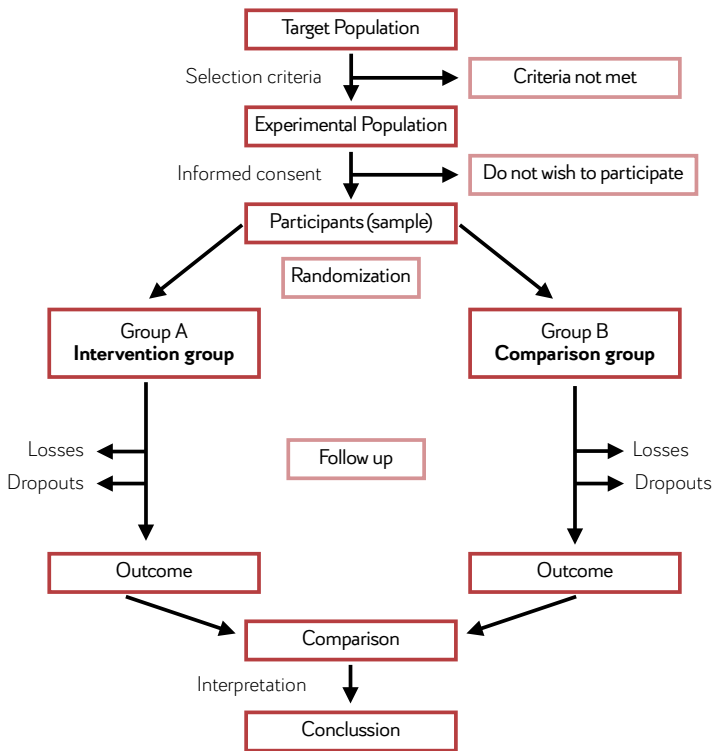 Target Population
Selection criteria
Criteria not met
Experimental Population
Informed consent
Do not wish to participate
Participants (sample)
Randomization
Group A
Intervention group
Group B
Comparison group
Losses
Dropouts
Follow up
Losses
Dropouts
Outcome
Outcome
Comparison
Interpretation
Conclussion